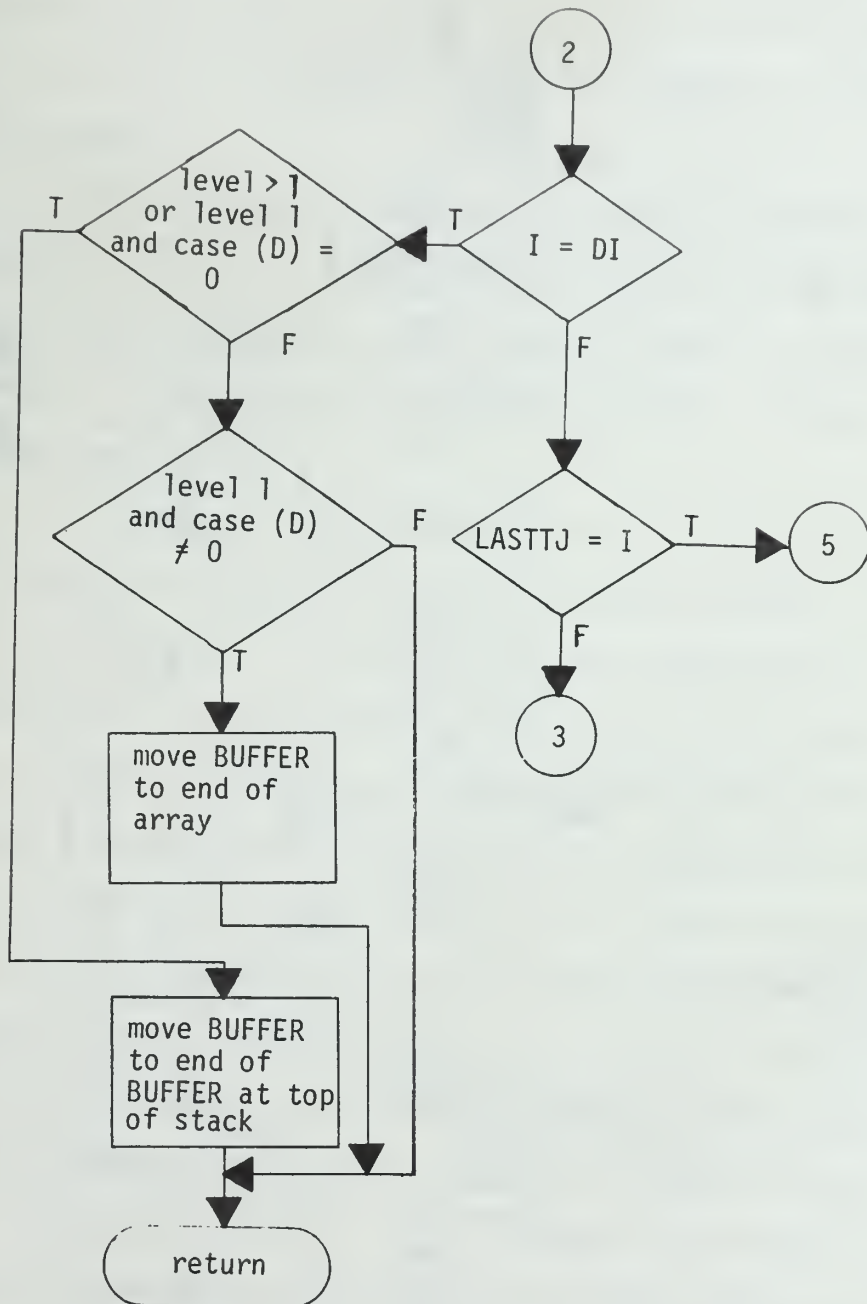 2
I = DI
T
F
level > 1
or level 1
and case (D) =
0
T
F
LASTTJ = I
T
5
F
3
level 1
and case (D)
≠ 0
F
T
move BUFFER
to end of
array
move BUFFER
to end of
BUFFER at top
of stack
return